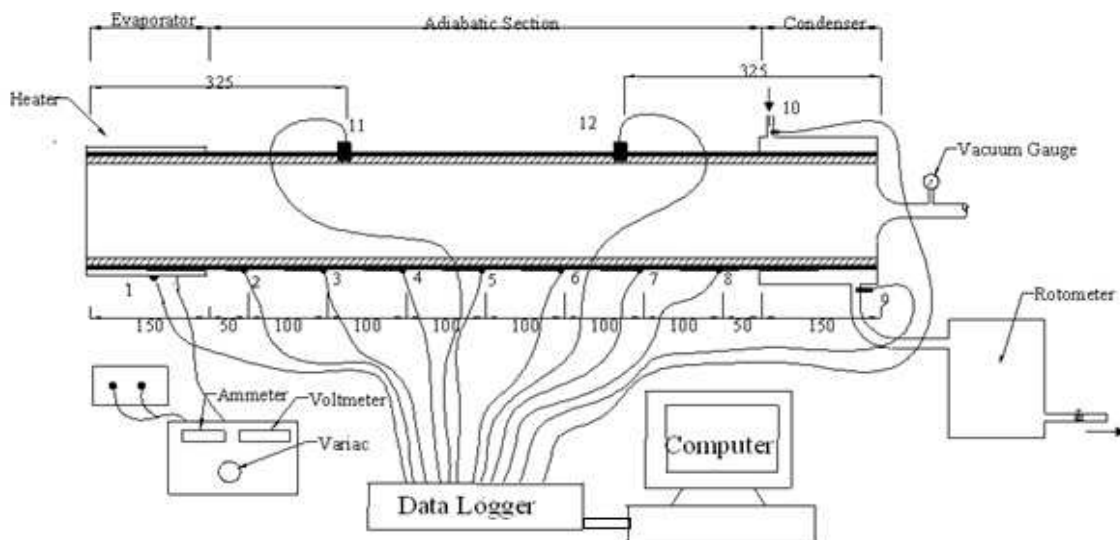 Evaporator
Adiabatic Section
Condenser
325
325
Heater
10
11
12
Vacuum Gauge
1
2
3
4
5
6
7
8
9
Rotometer
150
50
100
100
100
100
100
100
50
150
Ammeter
Voltmeter
Variac
Computer
Data Logger